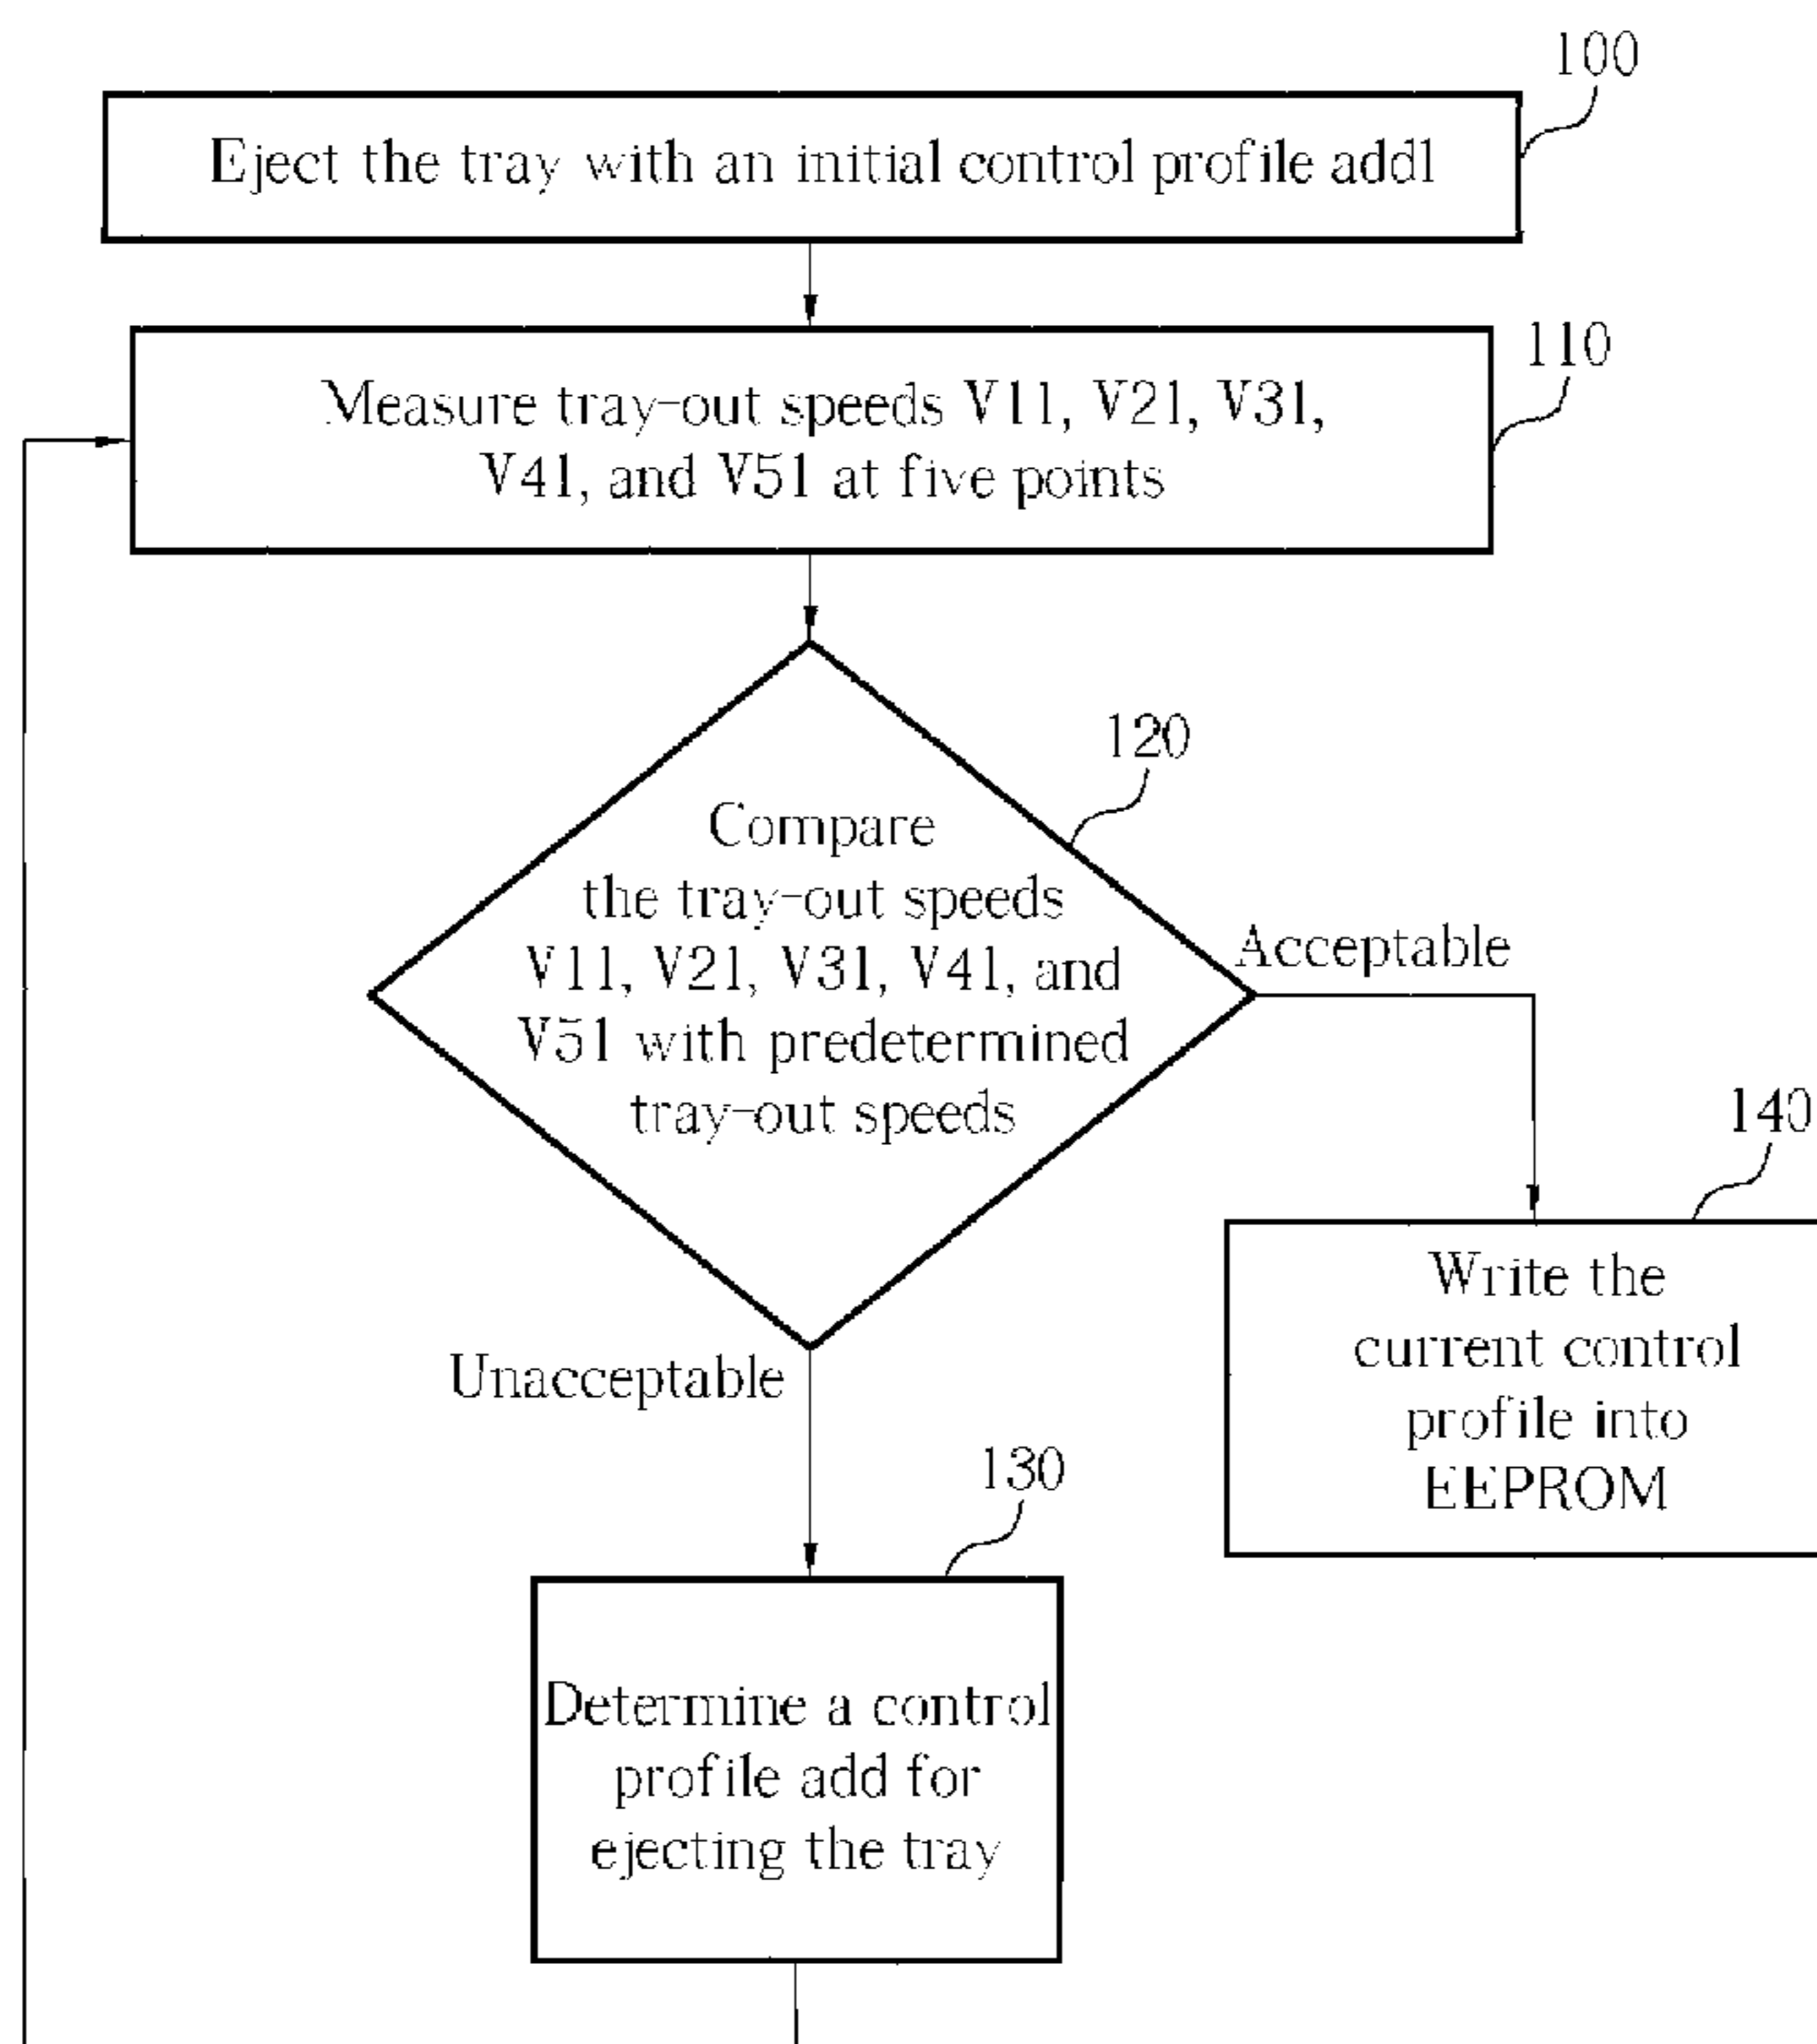 100
Eject the tray with an initial control profile add1
110
Measure tray-out speeds V11, V21, V31,
V41, and V51 at five points
120
Compare
the tray-out speeds
V11, V21, V31, V41, and
V51 with predetermined
tray-out speeds
Acceptable
140
Write the
current control
profile into
EEPROM
Unacceptable
130
Determine a control
profile add for
ejecting the tray